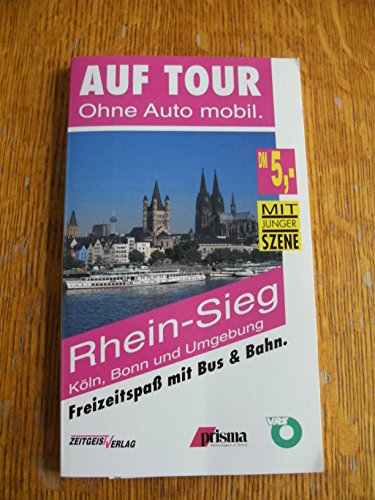 AUF TOUR
Ohne Auto mobil.
DM 5,-
MIT
JUNGER
SZENE
Rhein-Sieg
Köln, Bonn und Umgebung
Freizeitspaß mit Bus & Bahn.
ZEITGEIST VERLAG
prisma
VRS